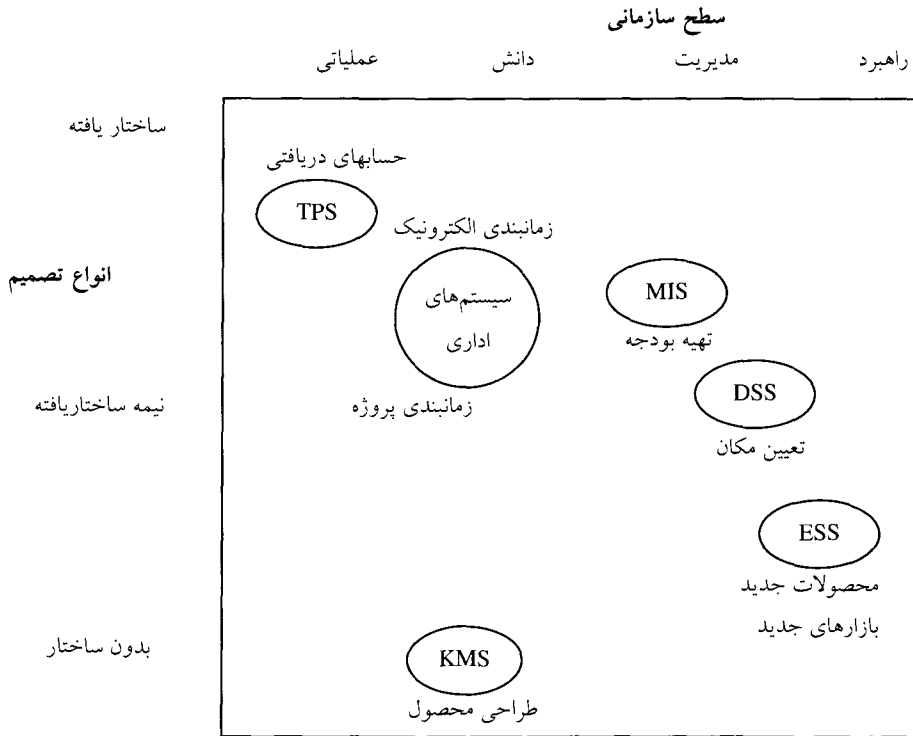 سطح سازمانی
راهبرد مدیریت دانش عملیاتی
ساختار یافته
حسابهای دریافتی
TPS
زمانبندی الکترونیک
انواع تصمیم
سیستم‌های
اداری
MIS
تهیه بودجه
DSS
نیمه ساختاریافته
زمانبندی پروژه
تعیین مکان
ESS
محصولات جدید
بازارهای جدید
بدون ساختار
KMS
طراحی محصول